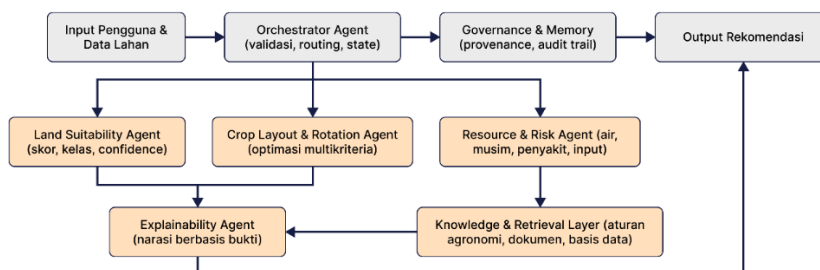 Input Pengguna
& Data Lahan
Orchestrator Agent
(validasi, routing, state)
Governance & Memory
(provenance, audit trail)
Output Rekomendasi
Land Suitability Agent
(skor, kelas, confidence)
Crop Layout & Rotation Agent
(optimasi multikriteria)
Resource & Risk Agent (air,
musim, penyakit, input)
Explainability Agent
(narasi berbasis bukti)
Knowledge & Retrieval Layer (aturan
agronomi, dokumen, basis data)